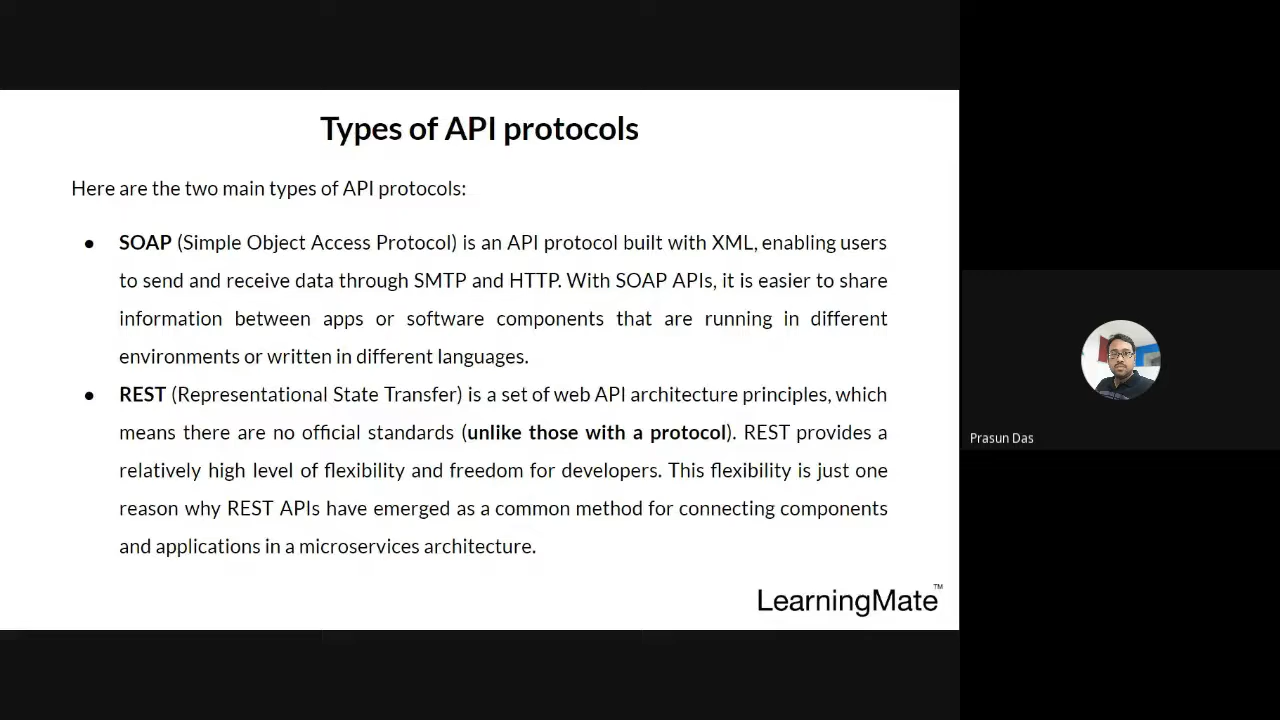 Types of API protocols
Here are the two main types of API protocols:
● SOAP (Simple Object Access Protocol) is an API protocol built with XML, enabling users
to send and receive data through SMTP and HTTP. With SOAP APIs, it is easier to share
information between apps or software components that are running in different
environments or written in different languages.
● REST (Representational State Transfer) is a set of web API architecture principles, which
means there are no official standards (unlike those with a protocol). REST provides a
relatively high level of flexibility and freedom for developers. This flexibility is just one
reason why REST APIs have emerged as a common method for connecting components
and applications in a microservices architecture.
LearningMate™
Prasun Das